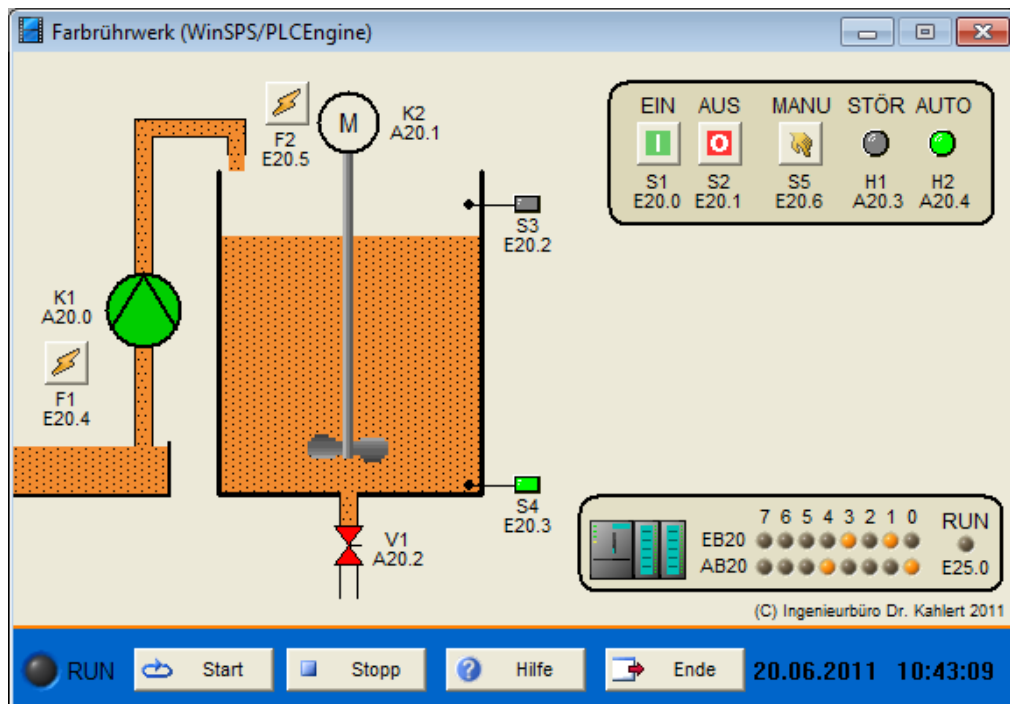 Farbrührwerk (WinSPS/PLCEngine)
F2
E20.5
M
K2
A20.1
EIN AUS MANU STÖR AUTO
S1 S2 S5 H1 H2
E20.0 E20.1 E20.6 A20.3 A20.4
S3
E20.2
K1
A20.0
F1
E20.4
S4
E20.3
V1
A20.2
7 6 5 4 3 2 1 0 RUN
EB20
AB20 E25.0
(C) Ingenieurbüro Dr. Kahlert 2011
RUN Start Stopp Hilfe Ende 20.06.2011 10:43:09